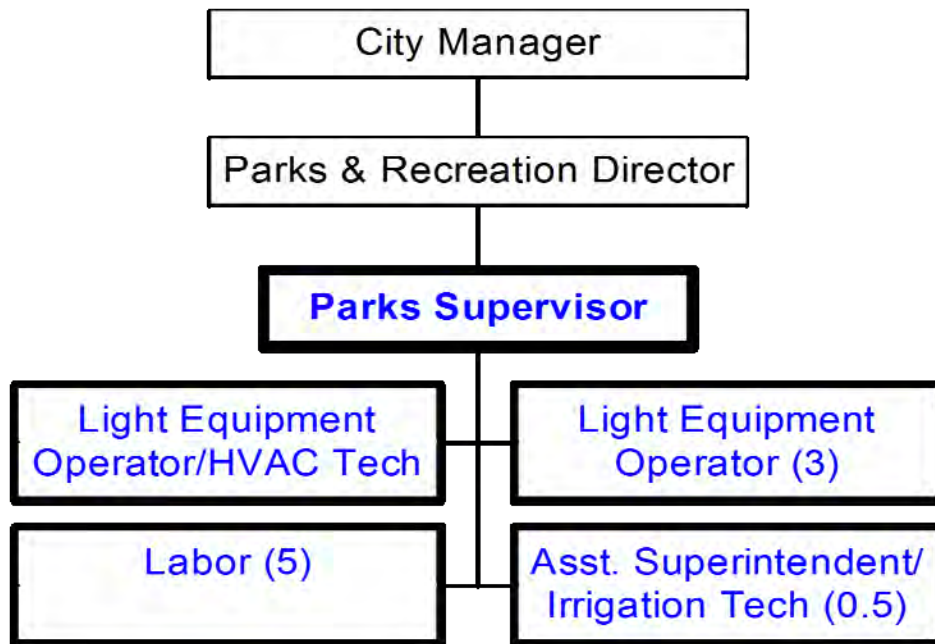 City Manager
Parks & Recreation Director
Parks Supervisor
Light Equipment
Operator/HVAC Tech
Light Equipment
Operator (3)
Labor (5)
Asst. Superintendent/
Irrigation Tech (0.5)